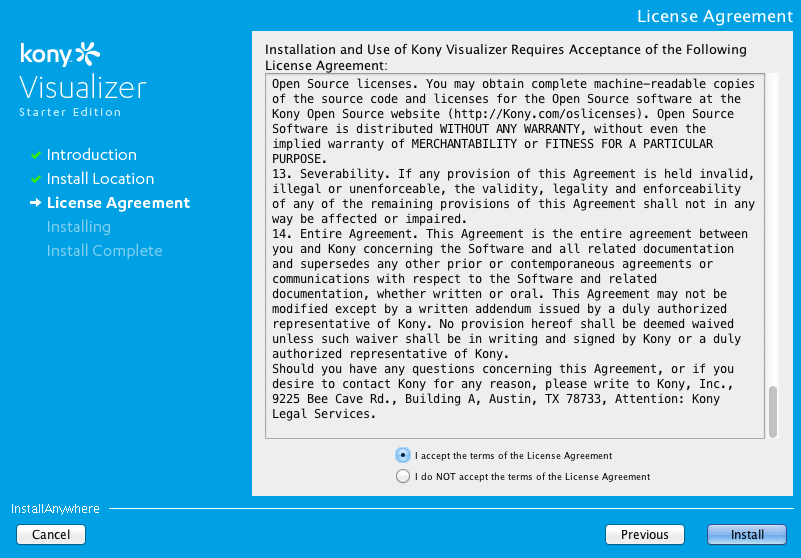 License Agreement
kony
Visualizer
Starter Edition
Introduction
Install Location
License Agreement
Installing
Install Complete
Installation and Use of Kony Visualizer Requires Acceptance of the Following
License Agreement:
Open Source licenses. You may obtain complete machine-readable copies
of the source code and licenses for the Open Source software at the
Kony Open Source website (http://Kony.com/oslicenses). Open Source
Software is distributed WITHOUT ANY WARRANTY, without even the
implied warranty of MERCHANTABILITY or FITNESS FOR A PARTICULAR
PURPOSE.
13. Severability. If any provision of this Agreement is held invalid,
illegal or unenforceable, the validity, legality and enforceability
of any of the remaining provisions of this Agreement shall not in any
way be affected or impaired.
14. Entire Agreement. This Agreement is the entire agreement between
you and Kony concerning the Software and all related documentation
and supersedes any other prior or contemporaneous agreements or
communications with respect to the Software and related
documentation, whether written or oral. This Agreement may not be
modified except by a written addendum issued by a duly authorized
representative of Kony. No provision hereof shall be deemed waived
unless such waiver shall be in writing and signed by Kony or a duly
authorized representative of Kony.
Should you have any questions concerning this Agreement, or if you
desire to contact Kony for any reason, please write to Kony, Inc.,
9225 Bee Cave Rd., Building A, Austin, TX 78733, Attention: Kony
Legal Services.
I accept the terms of the License Agreement
I do NOT accept the terms of the License Agreement
InstallAnywhere
Cancel
Previous
Install